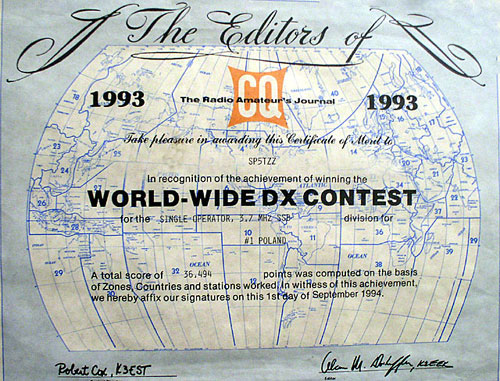 The Editors of
1993 CQ 1993
The Radio Amateur's Journal
Take pleasure in awarding this Certificate of Merit to
SP5TZZ
In recognition of the achievement of winning the
WORLD-WIDE DX CONTEST
for the SINGLE-OPERATOR, 3.7 MHZ SSB division for
#1 POLAND
A total score of 36,494 points was computed on the basis
of Zones, Countries and stations worked. In witness of this achievement,
we hereby affix our signatures on this 1st day of September 1994.
Robert Cox, K3EST